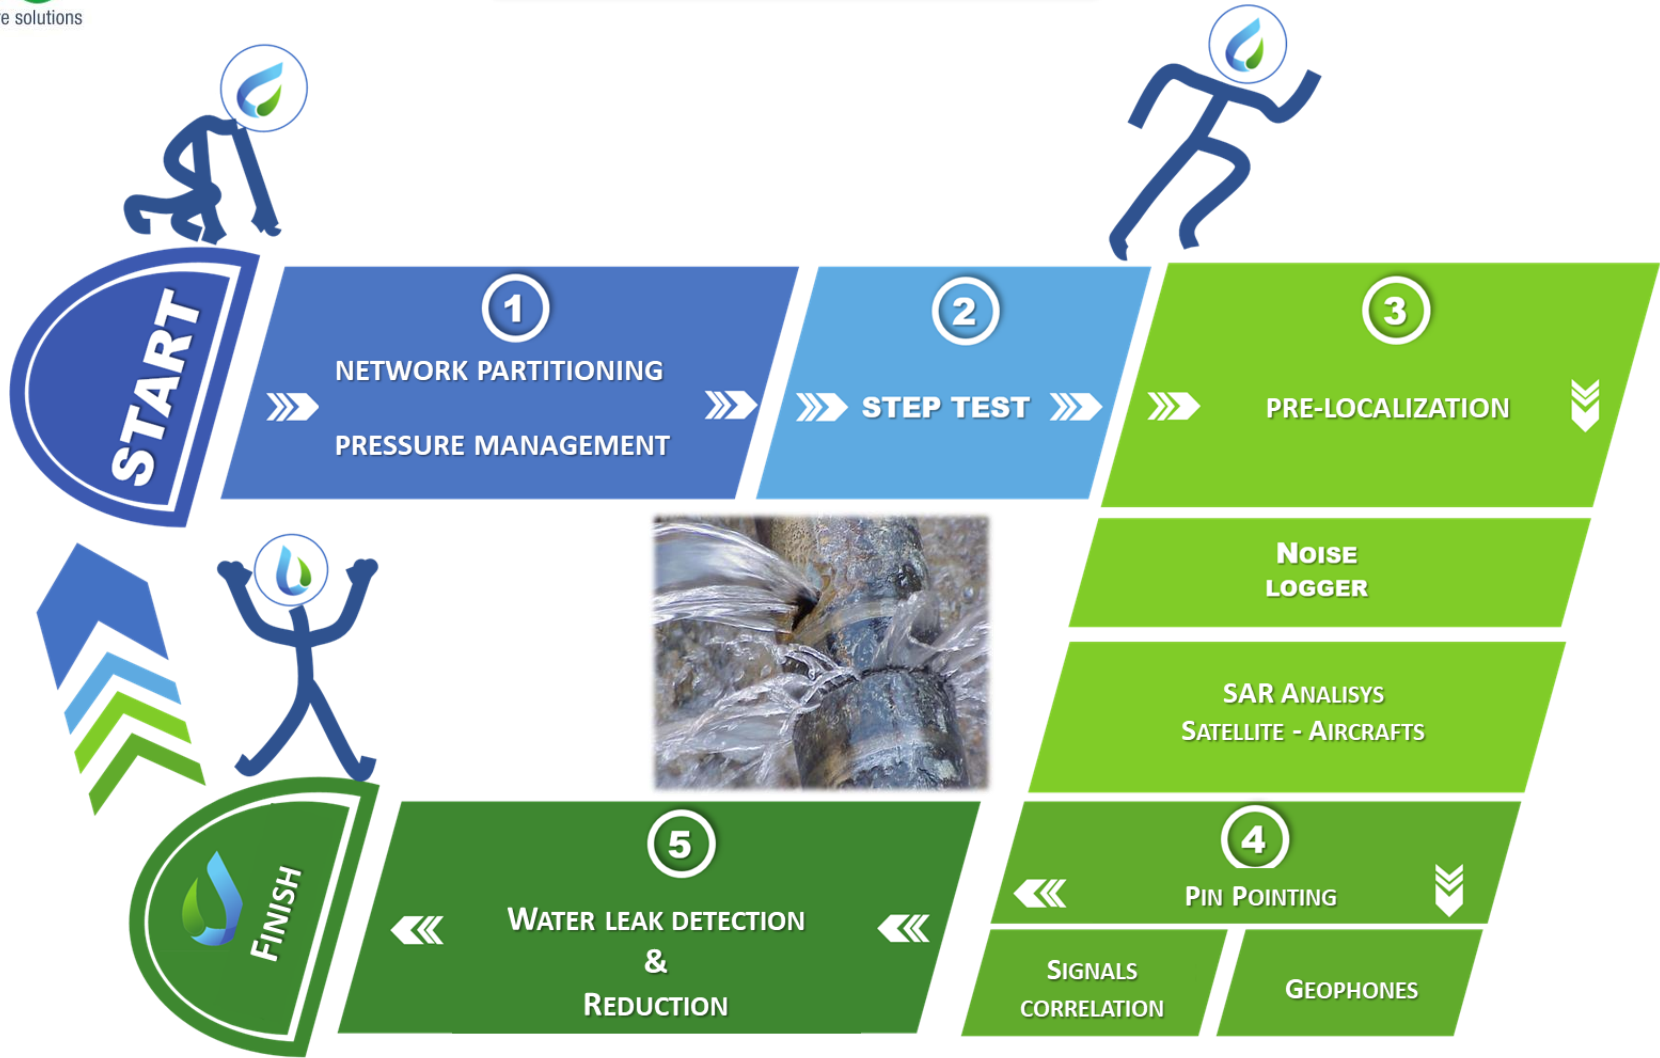 e solutions
START
1
NETWORK PARTITIONING
PRESSURE MANAGEMENT
2
STEP TEST
3
PRE-LOCALIZATION
NOISE
LOGGER
SAR ANALISYS
SATELLITE - AIRCRAFTS
4
PIN POINTING
SIGNALS
CORRELATION
GEOPHONES
5
WATER LEAK DETECTION
&
REDUCTION
FINISH